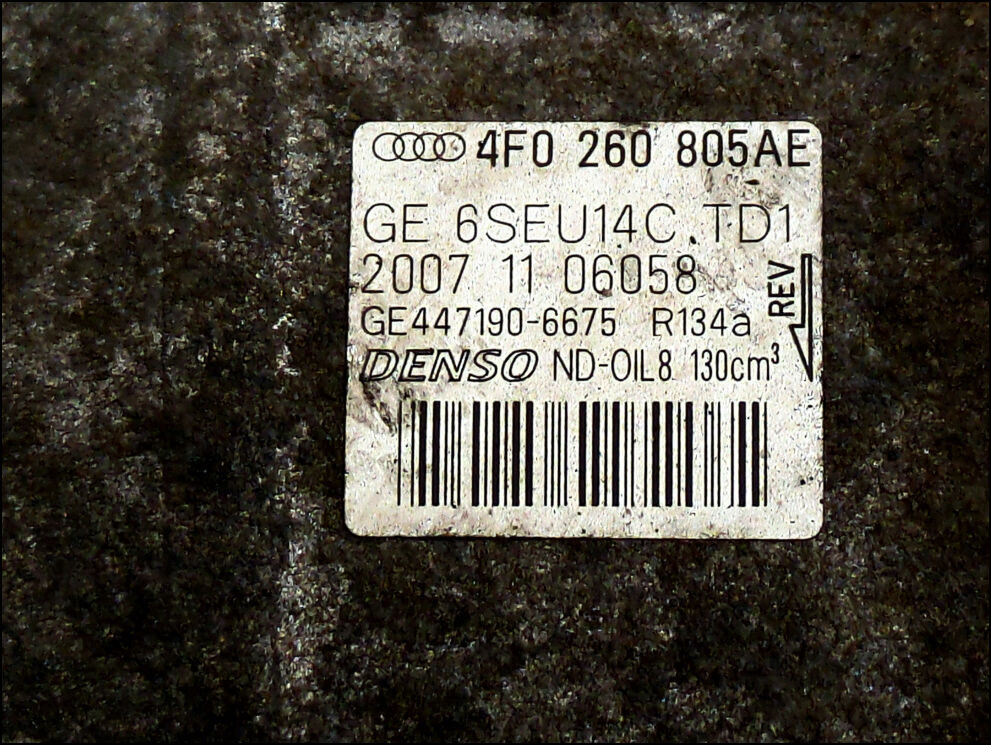 4F0 260 805AE
GE 6SEU14C TD1
2007 11 06058
REV
GE447190-6675 R134a
DENSO ND-OIL8 130cm³